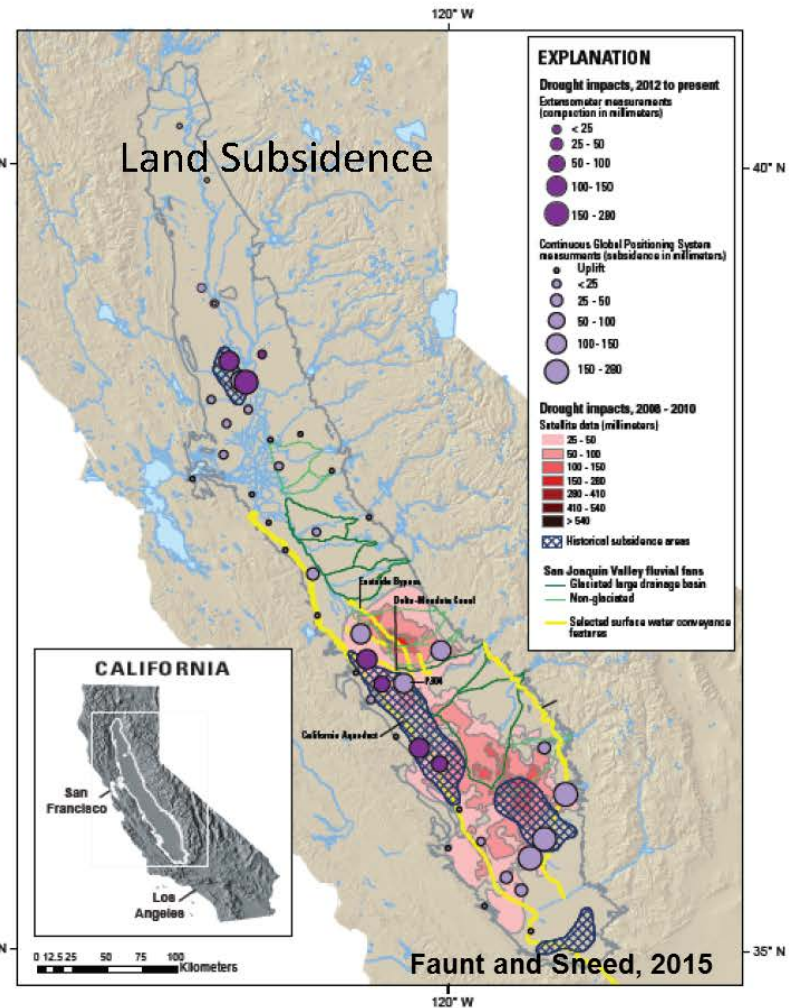 120° W
EXPLANATION
Drought impacts, 2012 to present
Extensometer measurements
(compaction in millimeters)
< 25
25 - 50
50 - 100
100- 150
150 - 280
Continuous Global Positioning System
measurments (subsidence in millimeters)
Uplift
< 25
25 - 50
50 - 100
100- 150
150 - 280
Drought impacts, 2008 - 2010
Satellite data (millimeters)
25 - 50
50 - 100
100 - 150
150 - 280
280 - 410
410 - 540
> 540
Historical subsidence areas
San Joaquin Valley fluvial fans
Glaciated large drainage basin
Non-glaciated
Selected surface water conveyance
features
Land Subsidence
N
40° N
Eastside Bypass
Delta-Mendota Canal
P304
California Aqueduct
CALIFORNIA
San
Francisco
Los
Angeles
0 12.5 25 50 75 100
Kilometers
Faunt and Sneed, 2015
N
35° N
120° W